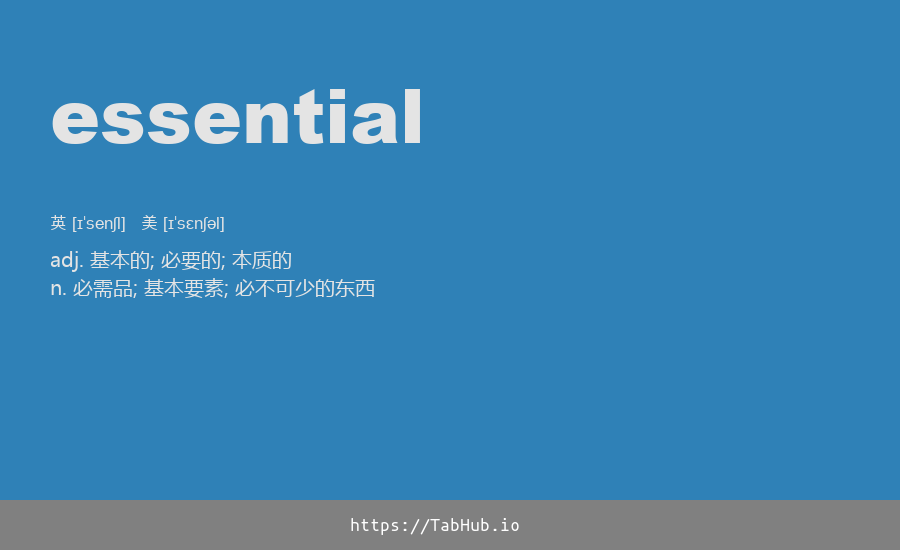 essential
英 [ɪˈsenʃl] 美 [ɪˈsɛnʃəl]
adj. 基本的; 必要的; 本质的
n. 必需品; 基本要素; 必不可少的东西
https://TabHub.io